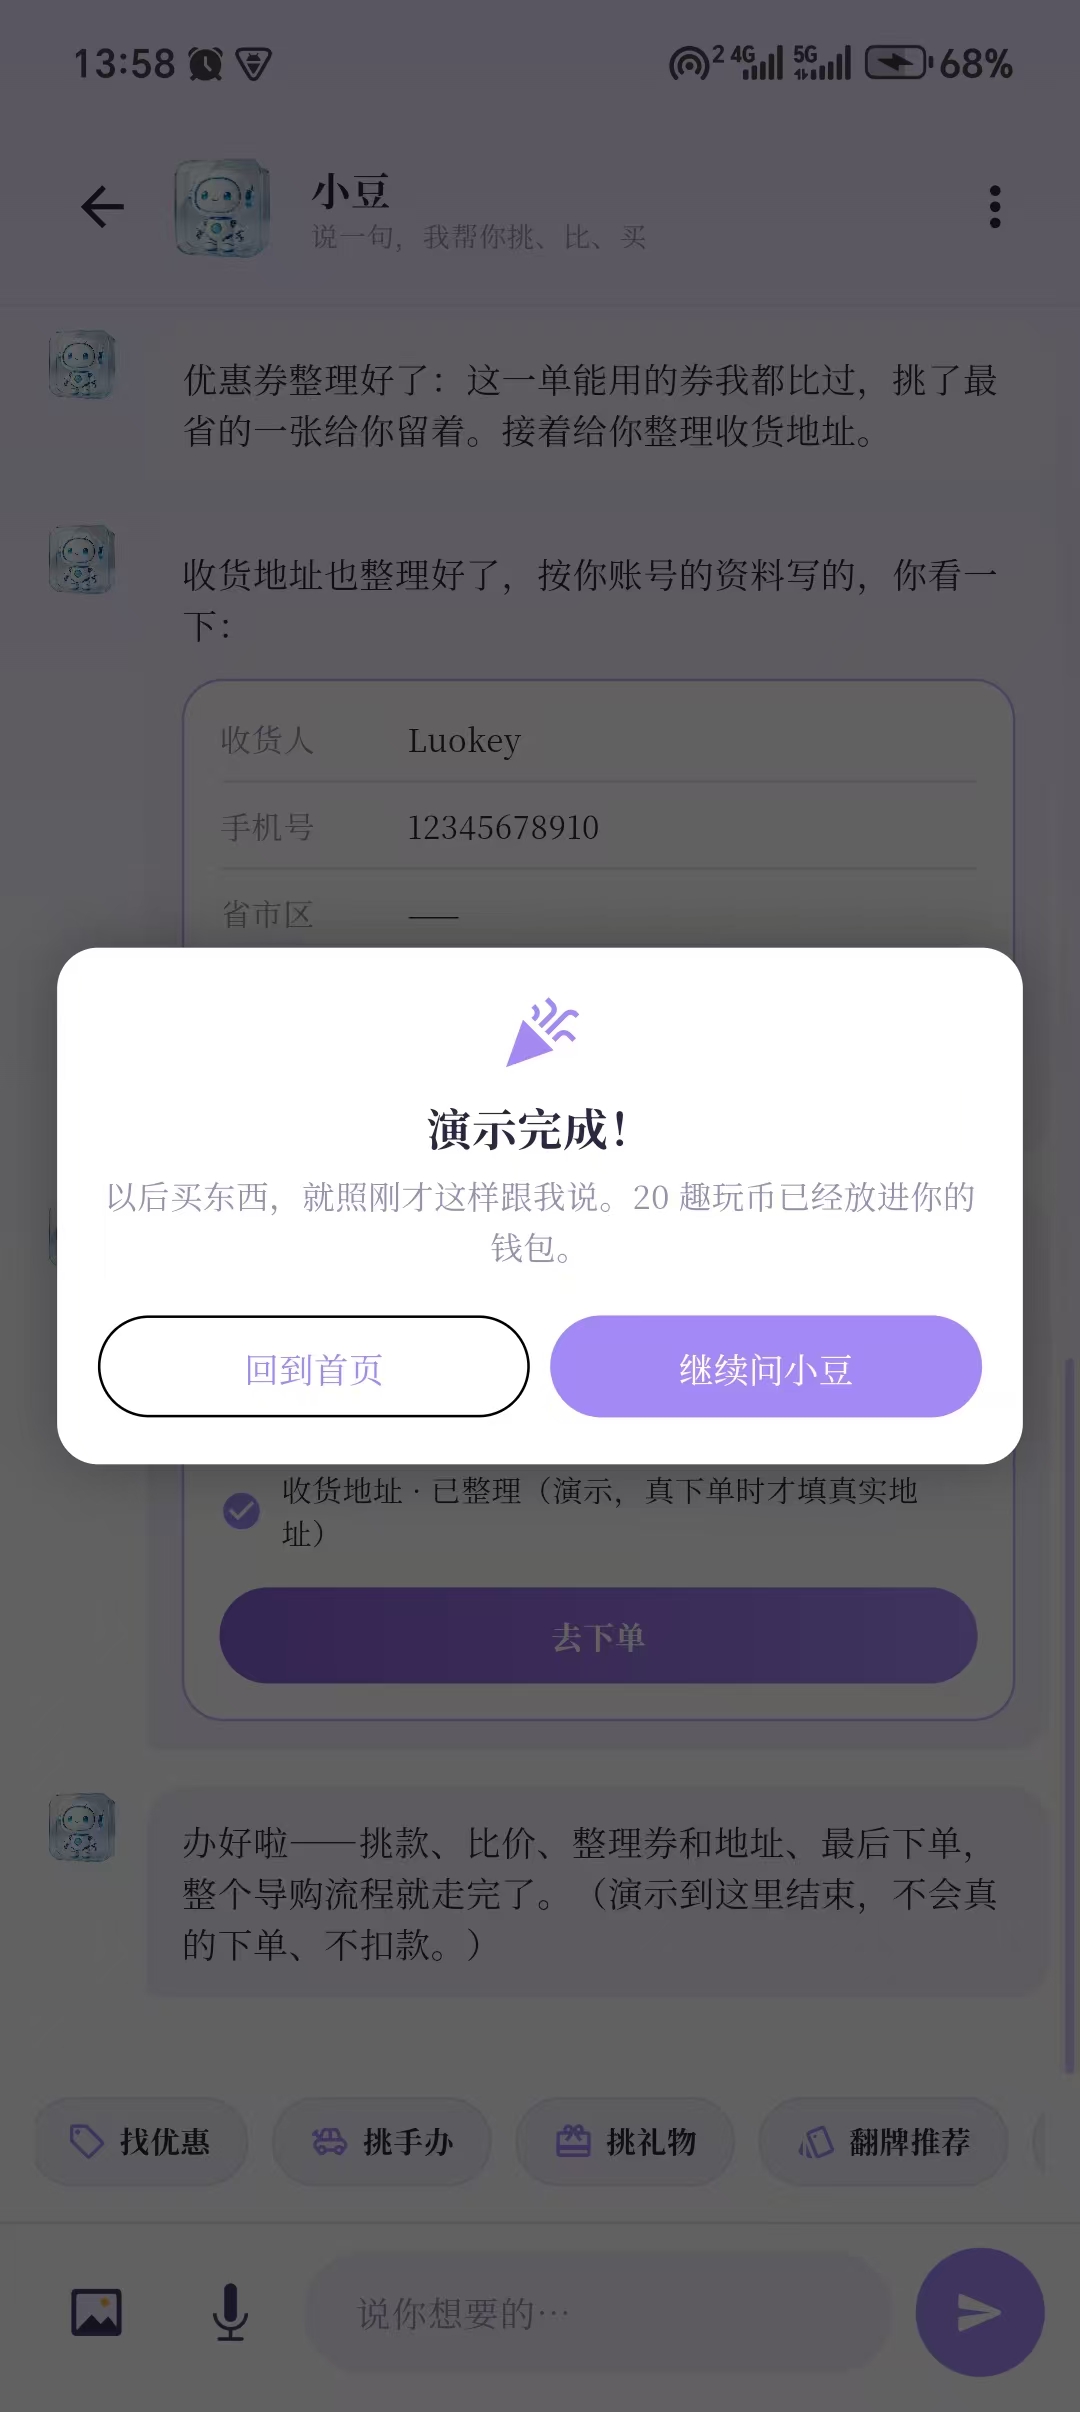 13:58
2 4G 5G 68%
小豆
说一句，我帮你挑、比、买
优惠券整理好了：这一单能用的券我都比过，挑了最
省的一张给你留着。接着给你整理收货地址。
收货地址也整理好了，按你账号的资料写的，你看一
下：
收货人 Luokey
手机号 12345678910
省市区 ——
演示完成！
以后买东西，就照刚才这样跟我说。20 趣玩币已经放进你的
钱包。
回到首页 继续问小豆
收货地址 · 已整理（演示，真下单时才填真实地
址）
去下单
办好啦——挑款、比价、整理券和地址、最后下单，
整个导购流程就走完了。（演示到这里结束，不会真
的下单、不扣款。）
找优惠 挑手办 挑礼物 翻牌推荐
说你想要的…